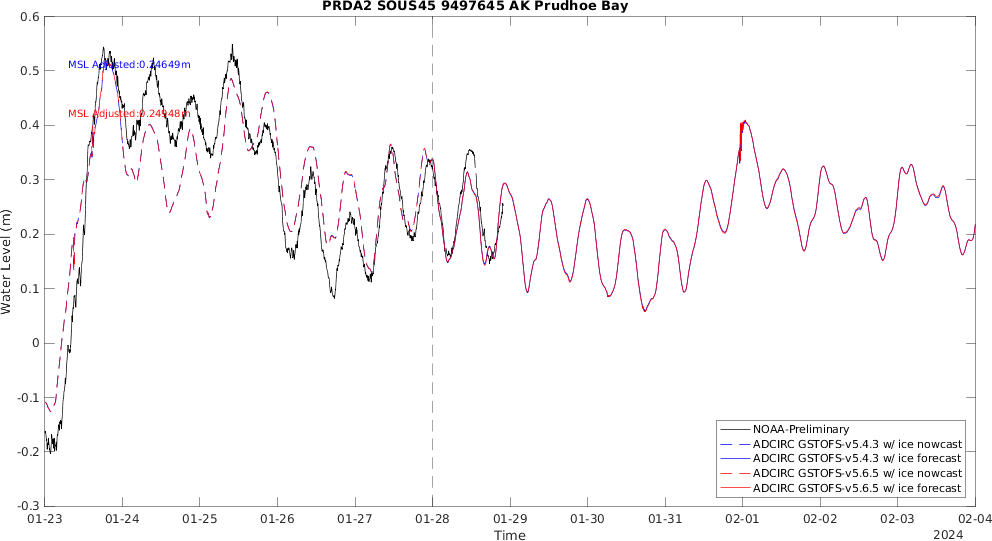 PRDA2 SOUS45 9497645 AK Prudhoe Bay
0.6
0.5
0.4
0.3
0.2
0.1
0
-0.1
-0.2
-0.3
Water Level (m)
MSL Adjusted:0.24649m
MSL Adjusted:0.24948m
NOAA-Preliminary
ADCIRC GSTOFS-v5.4.3 w/ ice nowcast
ADCIRC GSTOFS-v5.4.3 w/ ice forecast
ADCIRC GSTOFS-v5.6.5 w/ ice nowcast
ADCIRC GSTOFS-v5.6.5 w/ ice forecast
01-23 01-24 01-25 01-26 01-27 01-28 01-29 01-30 01-31 02-01 02-02 02-03 02-04
Time
2024